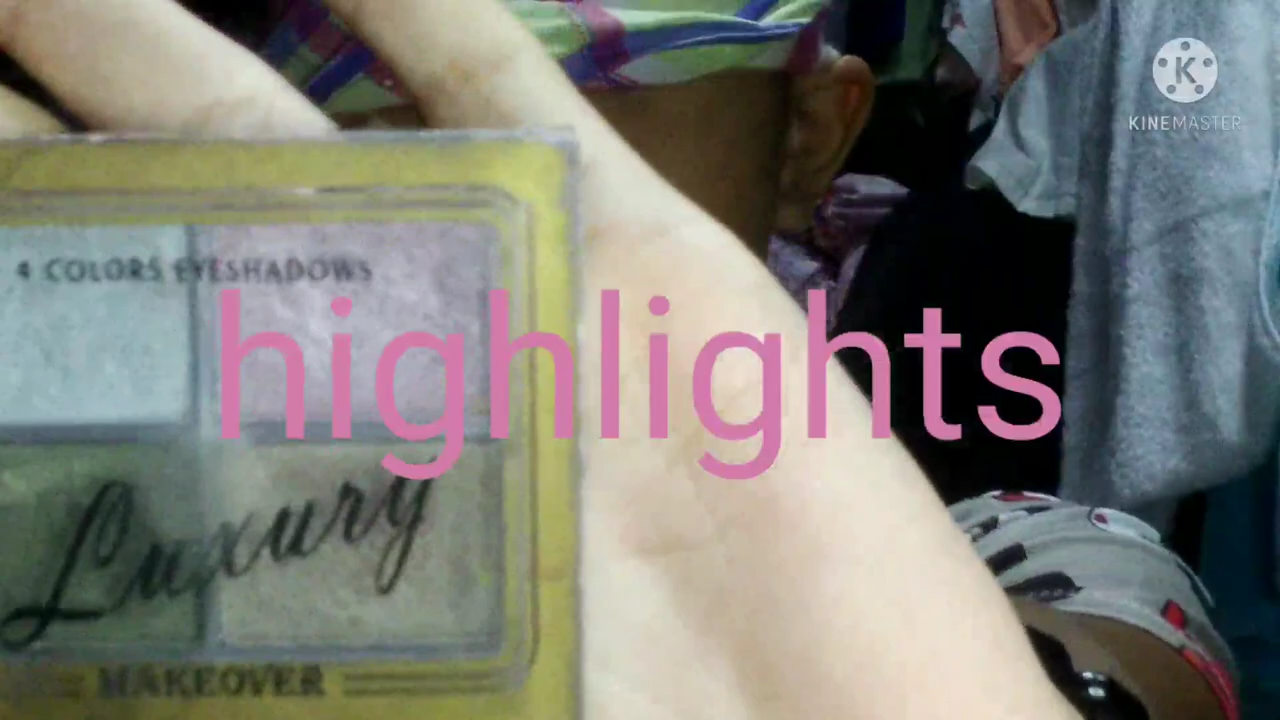 K
KINEMASTER
4 COLORS EYESHADOWS
highlights
Luxury
MAKEOVER